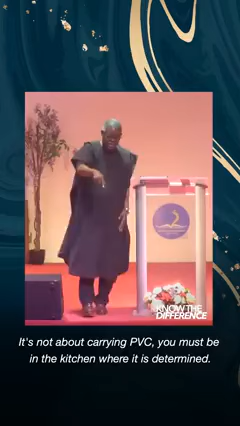 KNOW THE
DIFFERENCE
It's not about carrying PVC, you must be
in the kitchen where it is determined.